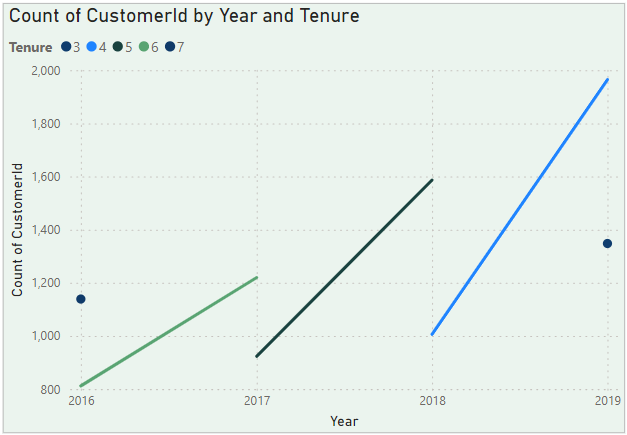 Count of CustomerId by Year and Tenure
Tenure 3 4 5 6 7
2,000
1,800
1,600
1,400
1,200
1,000
800
Count of CustomerId
2016 2017 2018 2019
Year